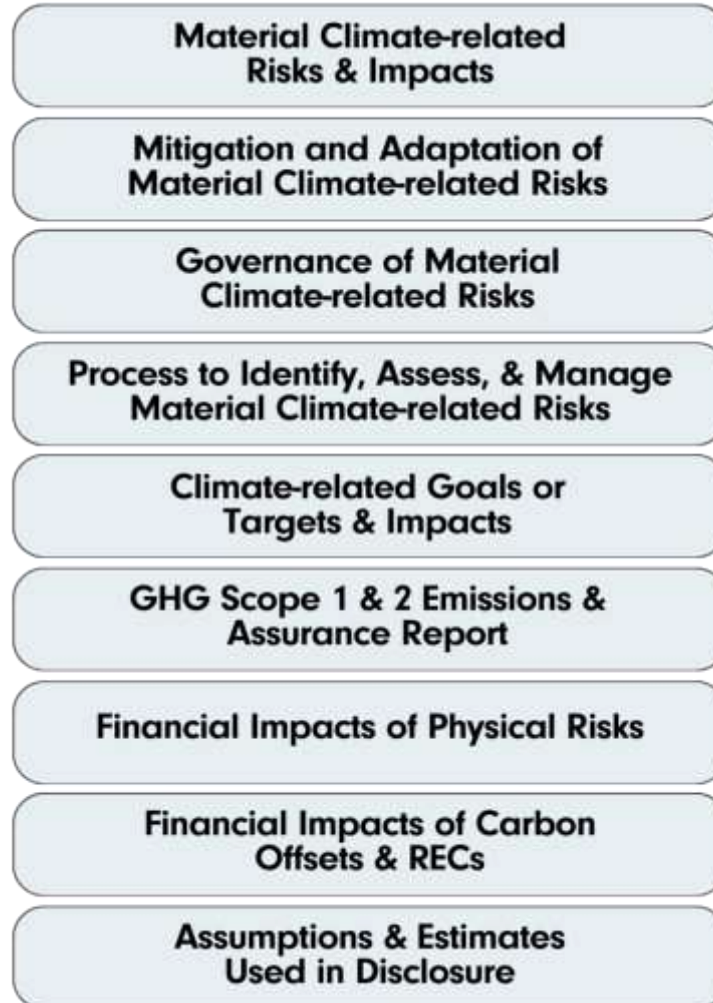 Material Climate-related
Risks & Impacts
Mitigation and Adaptation of
Material Climate-related Risks
Governance of Material
Climate-related Risks
Process to Identify, Assess, & Manage
Material Climate-related Risks
Climate-related Goals or
Targets & Impacts
GHG Scope 1 & 2 Emissions &
Assurance Report
Financial Impacts of Physical Risks
Financial Impacts of Carbon
Offsets & RECs
Assumptions & Estimates
Used in Disclosure